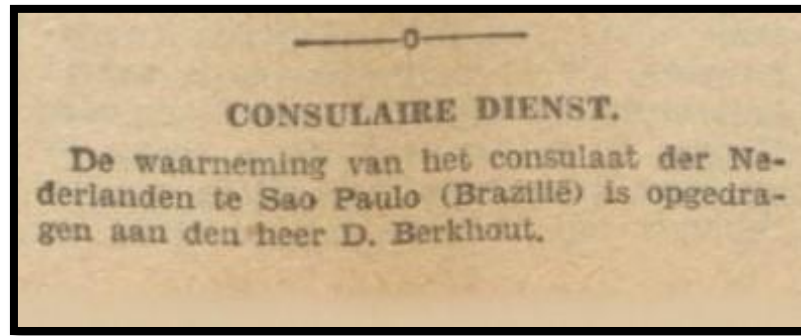 CONSULAIRE DIENST.
De waarneming van het consulaat der Ne-
derlanden te Sao Paulo (Brazilië) is opgedra-
gen aan den heer D. Berkhout.